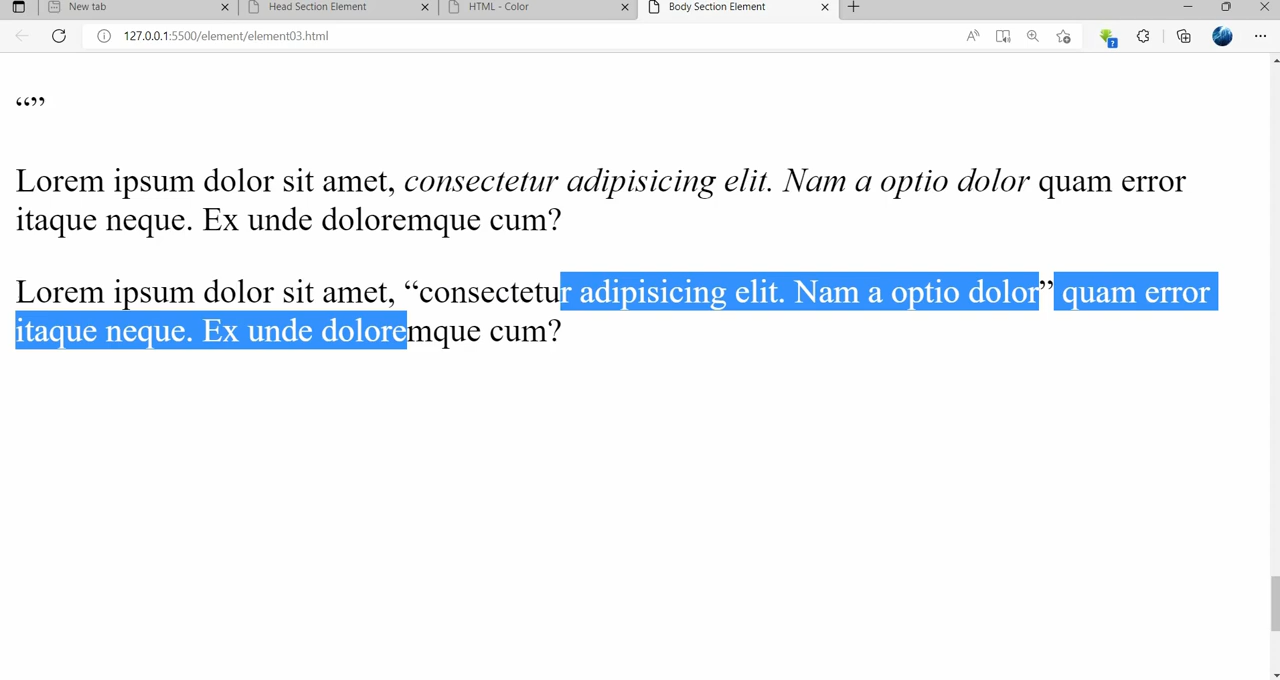 New tab
Head Section Element
HTML - Color
Body Section Element
127.0.0.1:5500/element/element03.html
“”
Lorem ipsum dolor sit amet, consectetur adipisicing elit. Nam a optio dolor quam error
itaque neque. Ex unde doloremque cum?
Lorem ipsum dolor sit amet, “consectetur adipisicing elit. Nam a optio dolor” quam error
itaque neque. Ex unde doloremque cum?